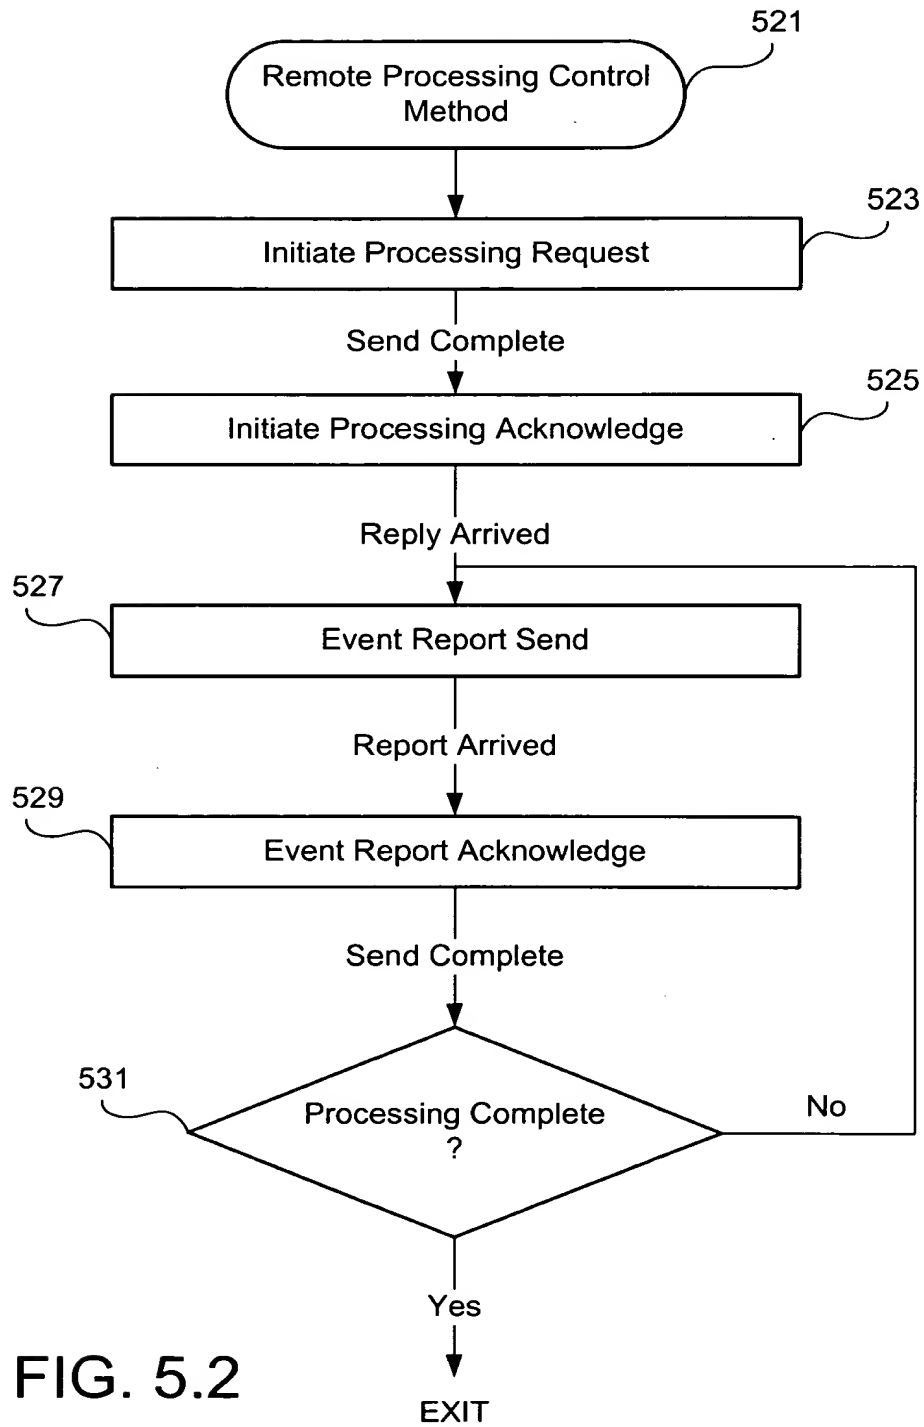 521
Remote Processing Control
Method
523
Initiate Processing Request
Send Complete
525
Initiate Processing Acknowledge
Reply Arrived
527
Event Report Send
Report Arrived
529
Event Report Acknowledge
Send Complete
531
Processing Complete
?
No
Yes
FIG. 5.2
EXIT